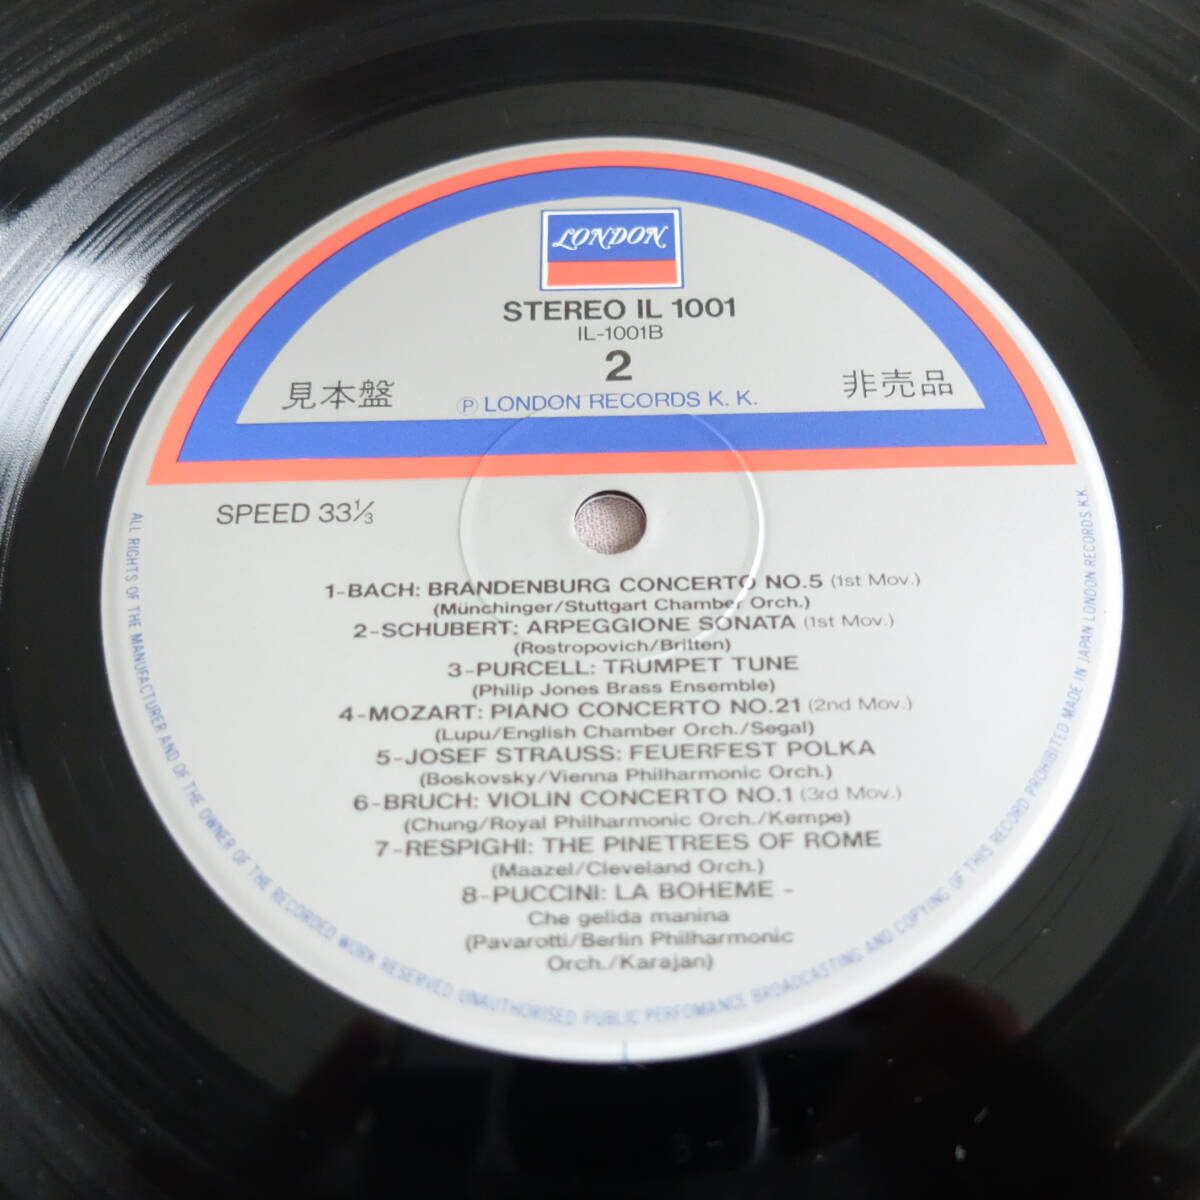 LONDON
STEREO IL 1001
IL-1001B
2
見本盤
非売品
Ⓟ LONDON RECORDS K. K.
SPEED 33⅓
1-BACH: BRANDENBURG CONCERTO NO.5 (1st Mov.)
(Münchinger/Stuttgart Chamber Orch.)
2-SCHUBERT: ARPEGGIONE SONATA (1st Mov.)
(Rostropovich/Britten)
3-PURCELL: TRUMPET TUNE
(Philip Jones Brass Ensemble)
4-MOZART: PIANO CONCERTO NO.21 (2nd Mov.)
(Lupu/English Chamber Orch./Segal)
5-JOSEF STRAUSS: FEUERFEST POLKA
(Boskovsky/Vienna Philharmonic Orch.)
6-BRUCH: VIOLIN CONCERTO NO.1 (3rd Mov.)
(Chung/Royal Philharmonic Orch./Kempe)
7-RESPIGHI: THE PINETREES OF ROME
(Maazel/Cleveland Orch.)
8-PUCCINI: LA BOHEME -
Che gelida manina
(Pavarotti/Berlin Philharmonic
Orch./Karajan)
ALL RIGHTS OF THE MANUFACTURER AND OF THE OWNER OF THE RECORDED WORK RESERVED UNAUTHORISED PUBLIC PERFOMANCE BROADCASTING AND COPYING OF THIS RECORD PROHIBITED MADE IN JAPAN LONDON RECORDS K.K.